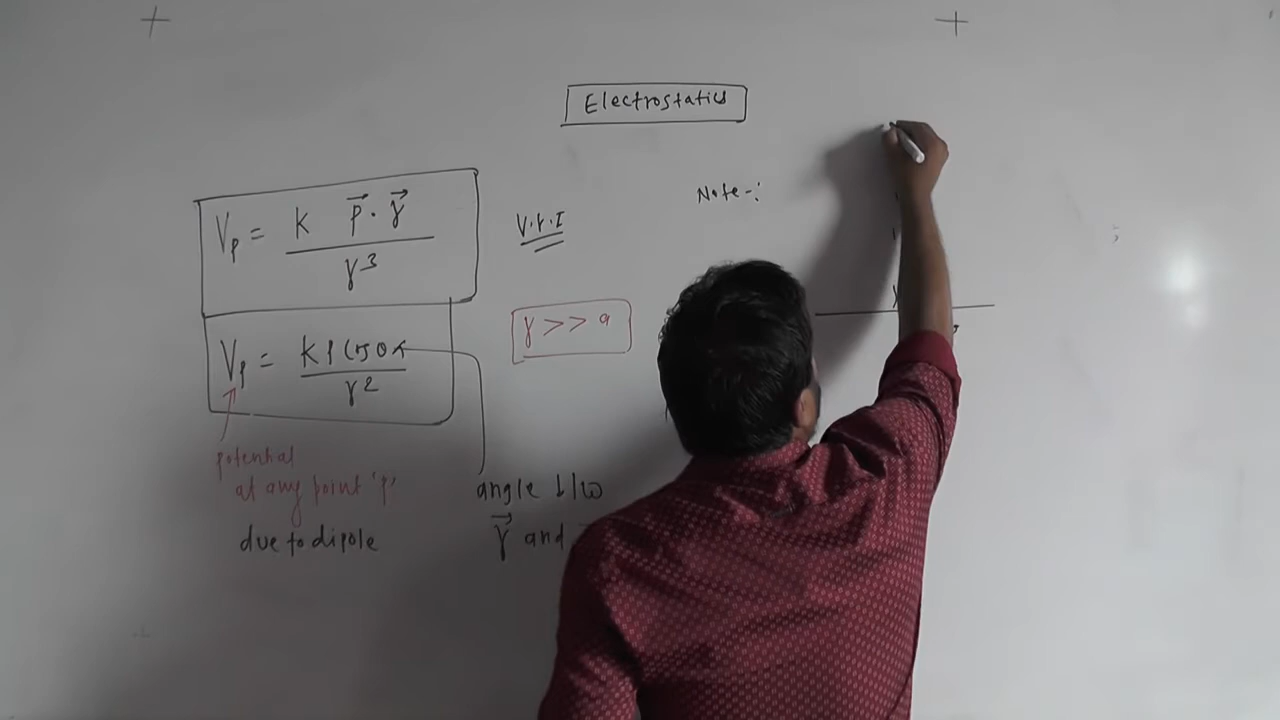 Electrostatics
Vp = K p⃗ · r⃗ / r³
V.V.I
Note -:
r >> a
Vp = K P Cosθ / r²
potential
at any point 'p'
due to dipole
angle b/w
r⃗ and